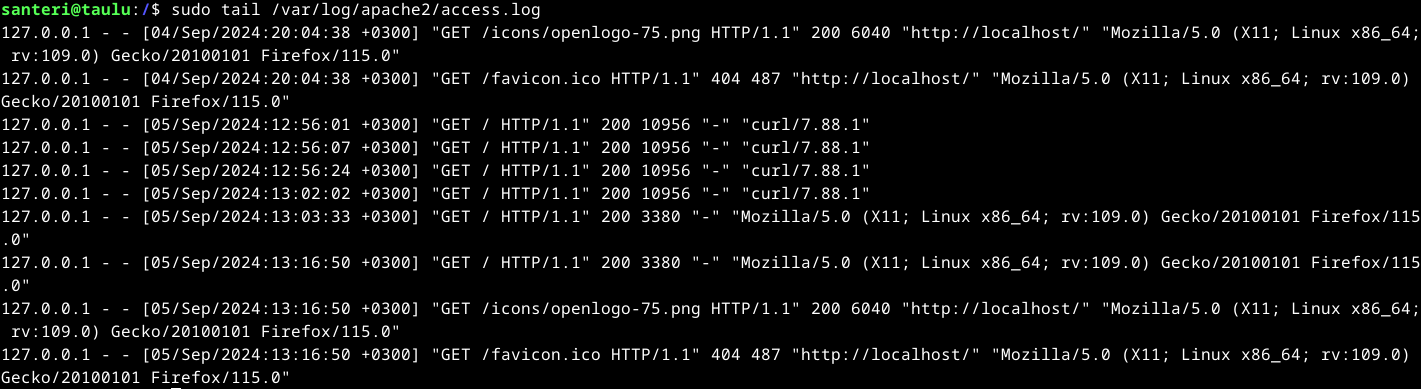 santeri@taulu:/$ sudo tail /var/log/apache2/access.log
127.0.0.1 - - [04/Sep/2024:20:04:38 +0300] "GET /icons/openlogo-75.png HTTP/1.1" 200 6040 "http://localhost/" "Mozilla/5.0 (X11; Linux x86_64;
 rv:109.0) Gecko/20100101 Firefox/115.0"
127.0.0.1 - - [04/Sep/2024:20:04:38 +0300] "GET /favicon.ico HTTP/1.1" 404 487 "http://localhost/" "Mozilla/5.0 (X11; Linux x86_64; rv:109.0)
Gecko/20100101 Firefox/115.0"
127.0.0.1 - - [05/Sep/2024:12:56:01 +0300] "GET / HTTP/1.1" 200 10956 "-" "curl/7.88.1"
127.0.0.1 - - [05/Sep/2024:12:56:07 +0300] "GET / HTTP/1.1" 200 10956 "-" "curl/7.88.1"
127.0.0.1 - - [05/Sep/2024:12:56:24 +0300] "GET / HTTP/1.1" 200 10956 "-" "curl/7.88.1"
127.0.0.1 - - [05/Sep/2024:13:02:02 +0300] "GET / HTTP/1.1" 200 10956 "-" "curl/7.88.1"
127.0.0.1 - - [05/Sep/2024:13:03:33 +0300] "GET / HTTP/1.1" 200 3380 "-" "Mozilla/5.0 (X11; Linux x86_64; rv:109.0) Gecko/20100101 Firefox/115
.0"
127.0.0.1 - - [05/Sep/2024:13:16:50 +0300] "GET / HTTP/1.1" 200 3380 "-" "Mozilla/5.0 (X11; Linux x86_64; rv:109.0) Gecko/20100101 Firefox/115
.0"
127.0.0.1 - - [05/Sep/2024:13:16:50 +0300] "GET /icons/openlogo-75.png HTTP/1.1" 200 6040 "http://localhost/" "Mozilla/5.0 (X11; Linux x86_64;
 rv:109.0) Gecko/20100101 Firefox/115.0"
127.0.0.1 - - [05/Sep/2024:13:16:50 +0300] "GET /favicon.ico HTTP/1.1" 404 487 "http://localhost/" "Mozilla/5.0 (X11; Linux x86_64; rv:109.0)
Gecko/20100101 Firefox/115.0"